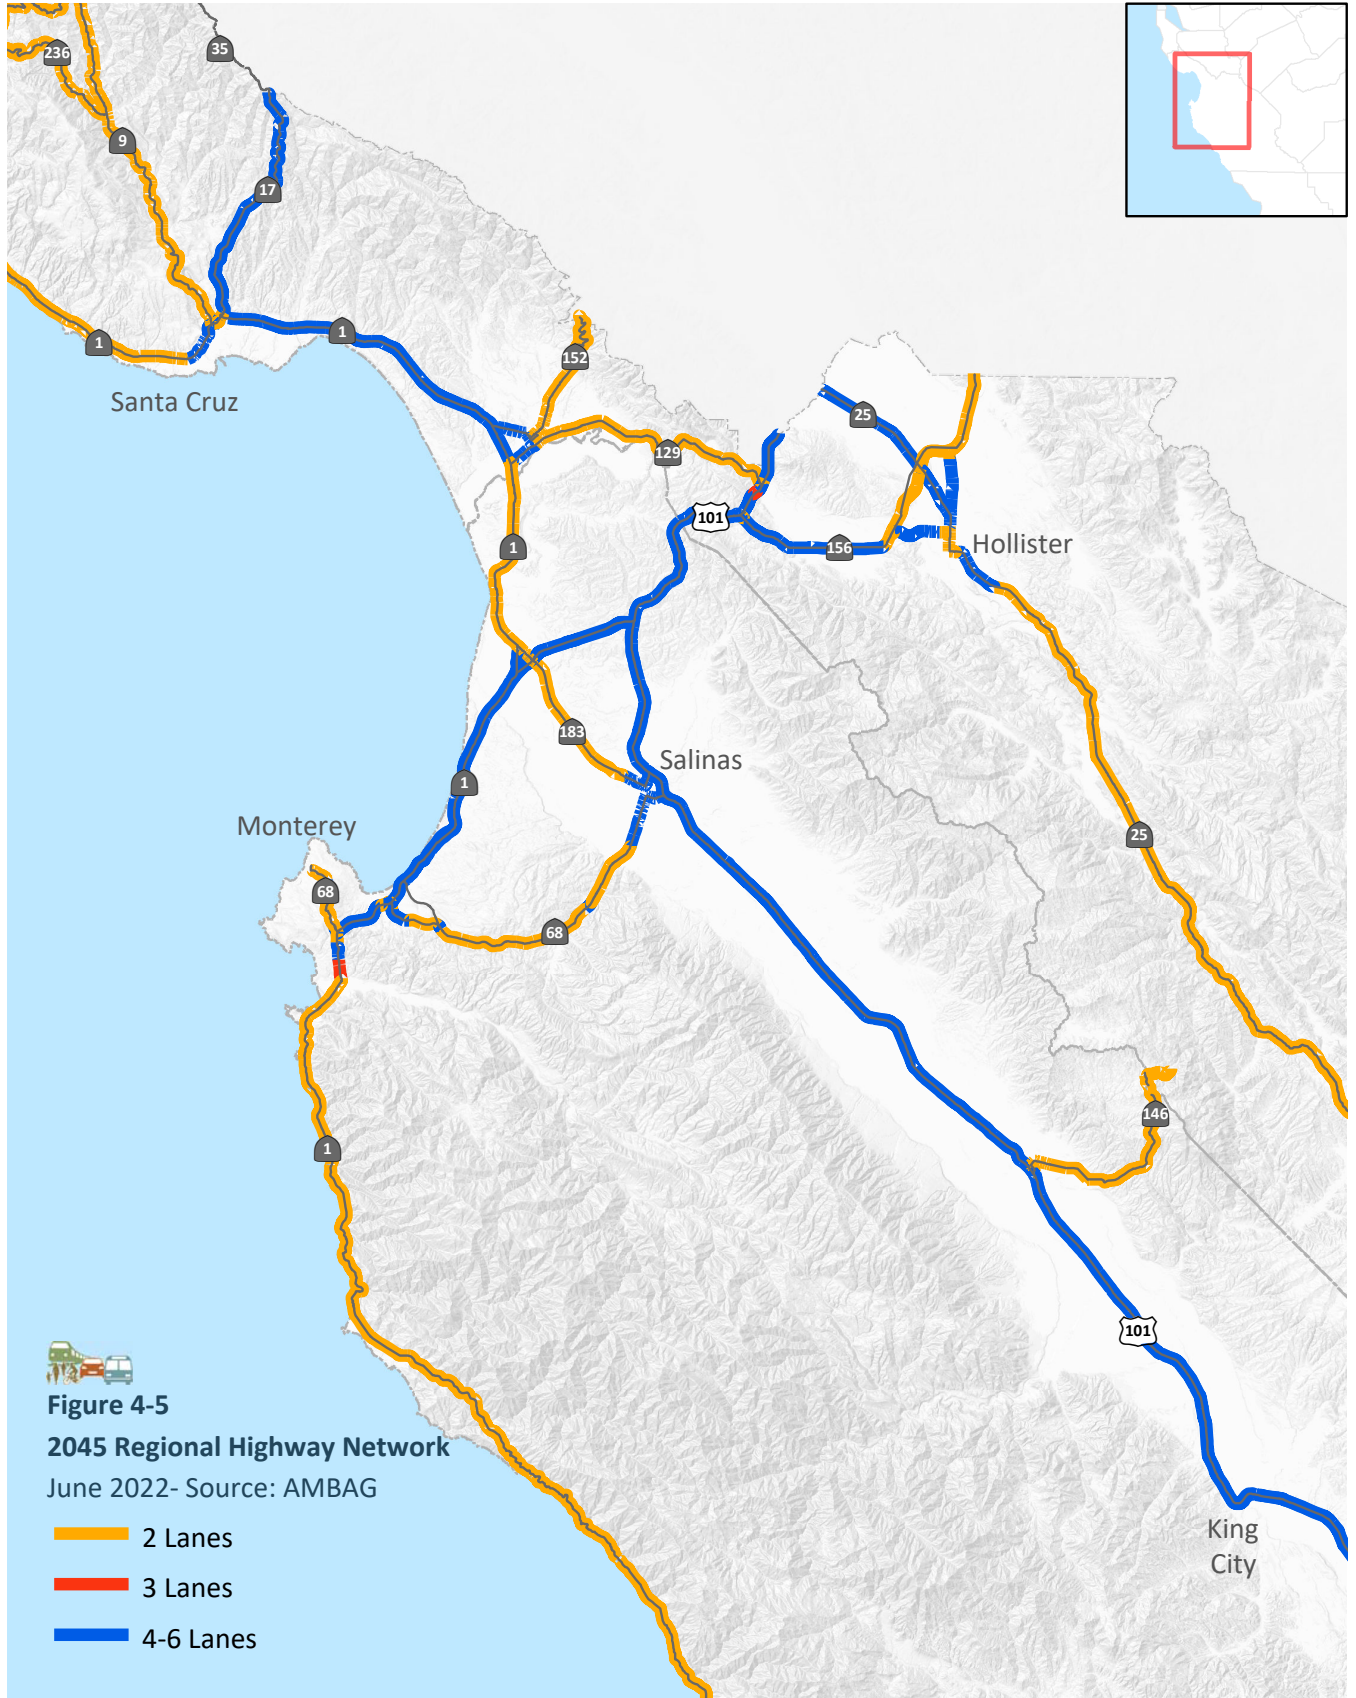 236
35
9
17
1
1
Santa Cruz
152
25
129
101
156
Hollister
1
183
Salinas
1
Monterey
25
68
68
146
1
101
Figure 4-5
2045 Regional Highway Network
June 2022- Source: AMBAG
2 Lanes
3 Lanes
4-6 Lanes
King
City